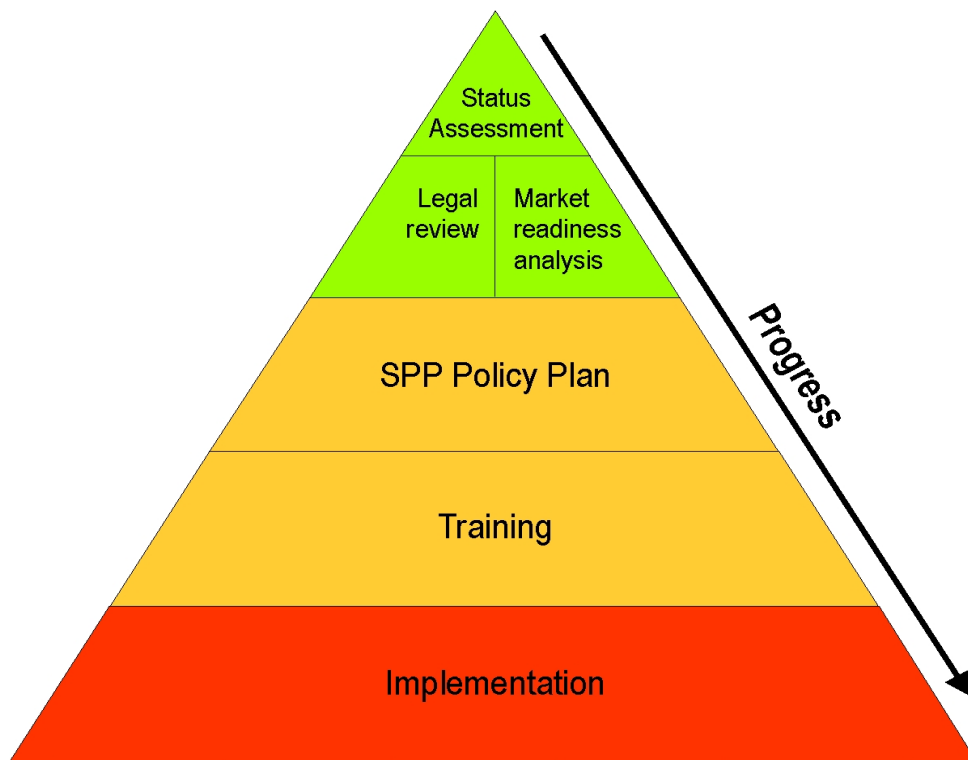 Status
Assessment
Legal
review
Market
readiness
analysis
SPP Policy Plan
Training
Implementation
Progress